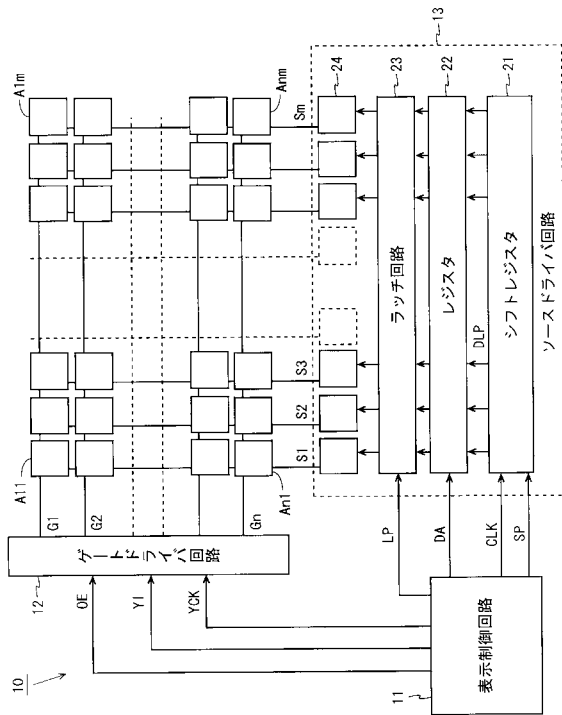 10
11
表示制御回路
OE
YI
YCK
LP
DA
CLK
SP
12
ゲートドライバ回路
G1
G2
Gn
A11
A1m
An1
Anm
S1
S2
S3
Sm
13
24
ラッチ回路
23
レジスタ
22
DLP
シフトレジスタ
21
ソースドライバ回路